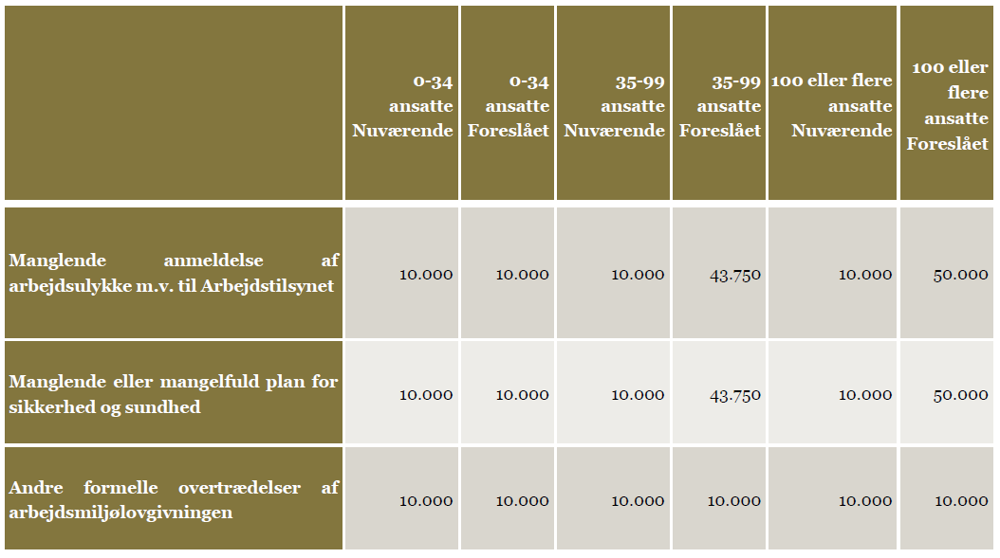 0-34
ansatte
Nuværende
0-34
ansatte
Foreslået
35-99
ansatte
Nuværende
35-99
ansatte
Foreslået
100 eller flere
ansatte
Nuværende
100 eller
flere
ansatte
Foreslået
Manglende anmeldelse af
arbejdsulykke m.v. til Arbejdstilsynet
10.000 10.000 10.000 43.750 10.000 50.000
Manglende eller mangelfuld plan for
sikkerhed og sundhed
10.000 10.000 10.000 43.750 10.000 50.000
Andre formelle overtrædelser af
arbejdsmiljølovgivningen
10.000 10.000 10.000 10.000 10.000 10.000